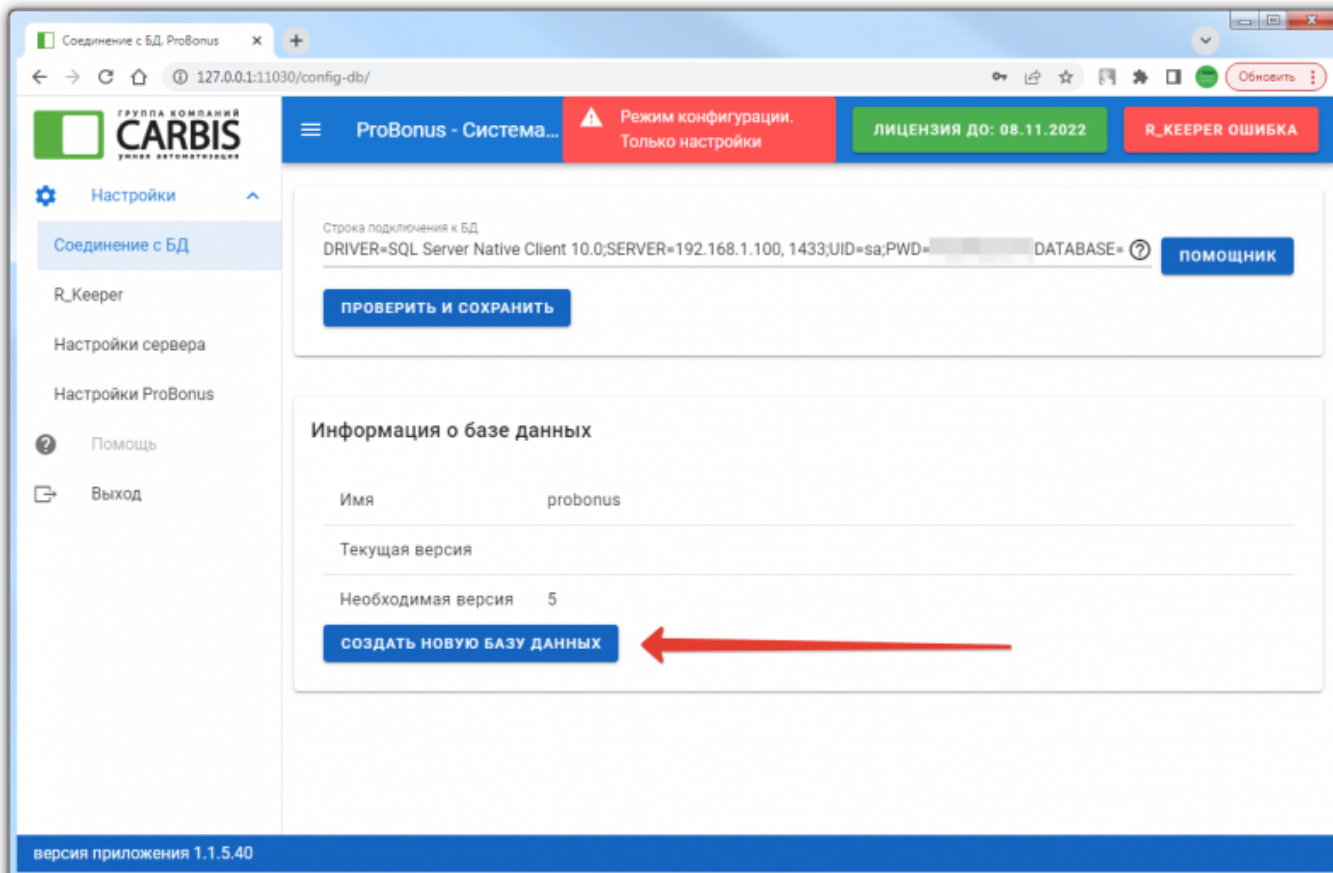 Соединение с БД, ProBonus
127.0.0.1:11030/config-db/
Обновить
ГРУППА КОМПАНИЙ
CARBIS
умная автоматизация
ProBonus - Система...
Режим конфигурации.
Только настройки
ЛИЦЕНЗИЯ ДО: 08.11.2022
R_KEEPER ОШИБКА
Настройки
Соединение с БД
R_Keeper
Настройки сервера
Настройки ProBonus
Помощь
Выход
Строка подключения к БД
DRIVER=SQL Server Native Client 10.0;SERVER=192.168.1.100, 1433;UID=sa;PWD= DATABASE=
ПОМОЩНИК
ПРОВЕРИТЬ И СОХРАНИТЬ
Информация о базе данных
Имя probonus
Текущая версия
Необходимая версия 5
СОЗДАТЬ НОВУЮ БАЗУ ДАННЫХ
версия приложения 1.1.5.40